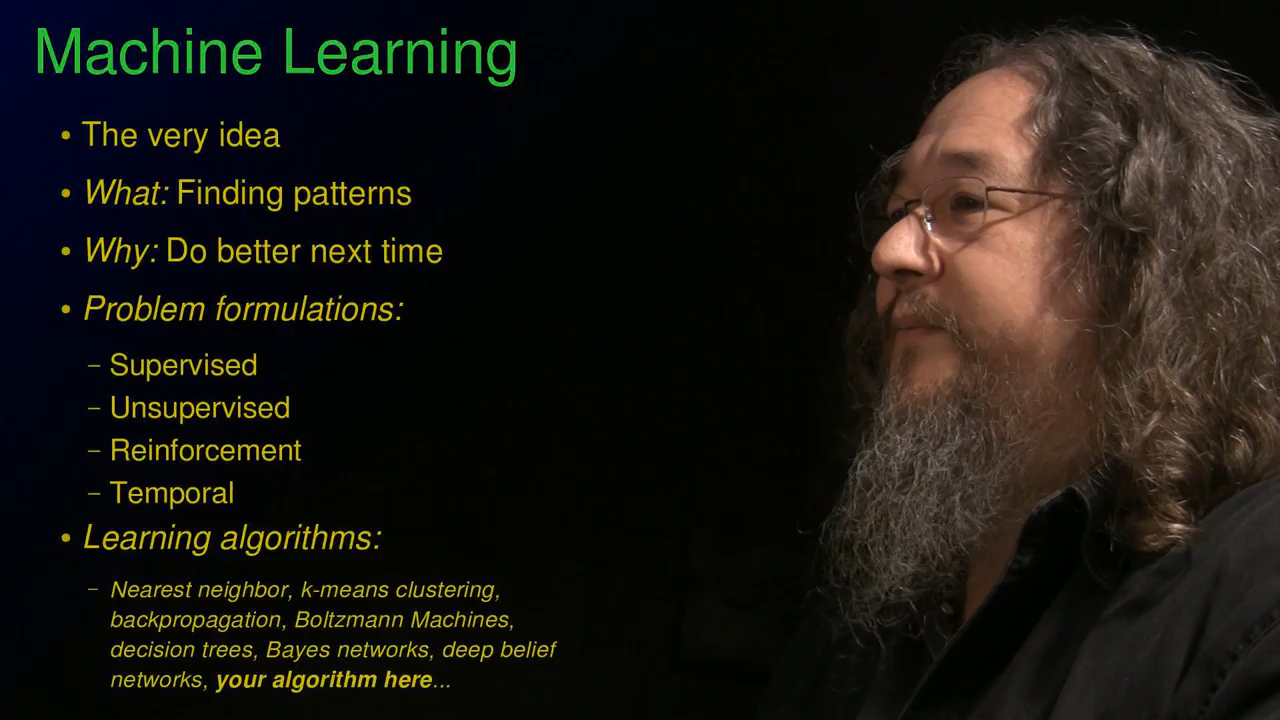 Machine Learning
• The very idea
• What: Finding patterns
• Why: Do better next time
• Problem formulations:
– Supervised
– Unsupervised
– Reinforcement
– Temporal
• Learning algorithms:
– Nearest neighbor, k-means clustering,
backpropagation, Boltzmann Machines,
decision trees, Bayes networks, deep belief
networks, your algorithm here...